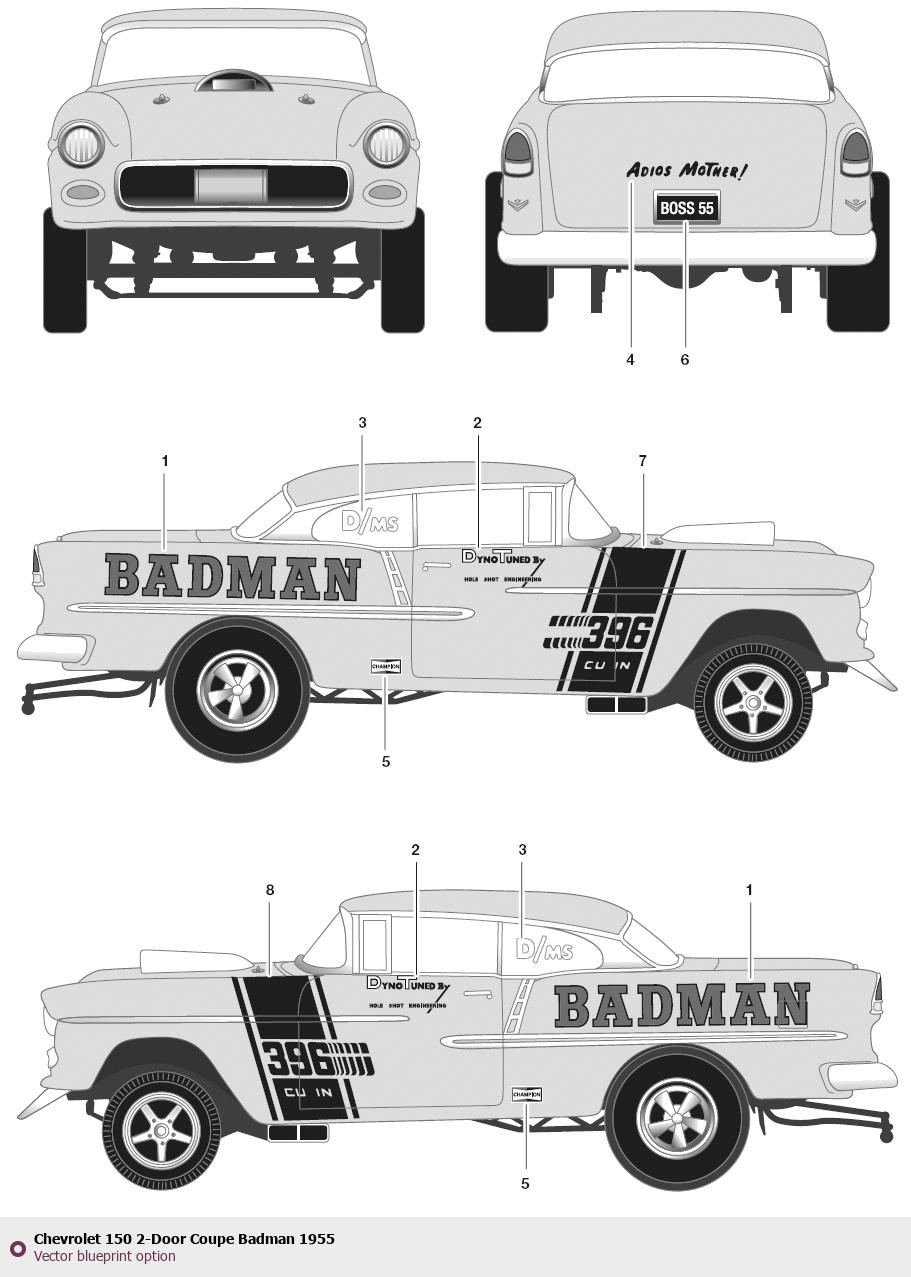 ADIOS MOTHER!
BOSS 55
4
6
3
2
1
7
D/MS
BADMAN
DYNO TUNED By
HOLE SHOT ENGINEERING
396
CU IN
CHAMPION
5
2
3
8
1
D/MS
DYNO TUNED By
HOLE SHOT ENGINEERING
BADMAN
396
CU IN
CHAMPION
5
Chevrolet 150 2-Door Coupe Badman 1955
Vector blueprint option